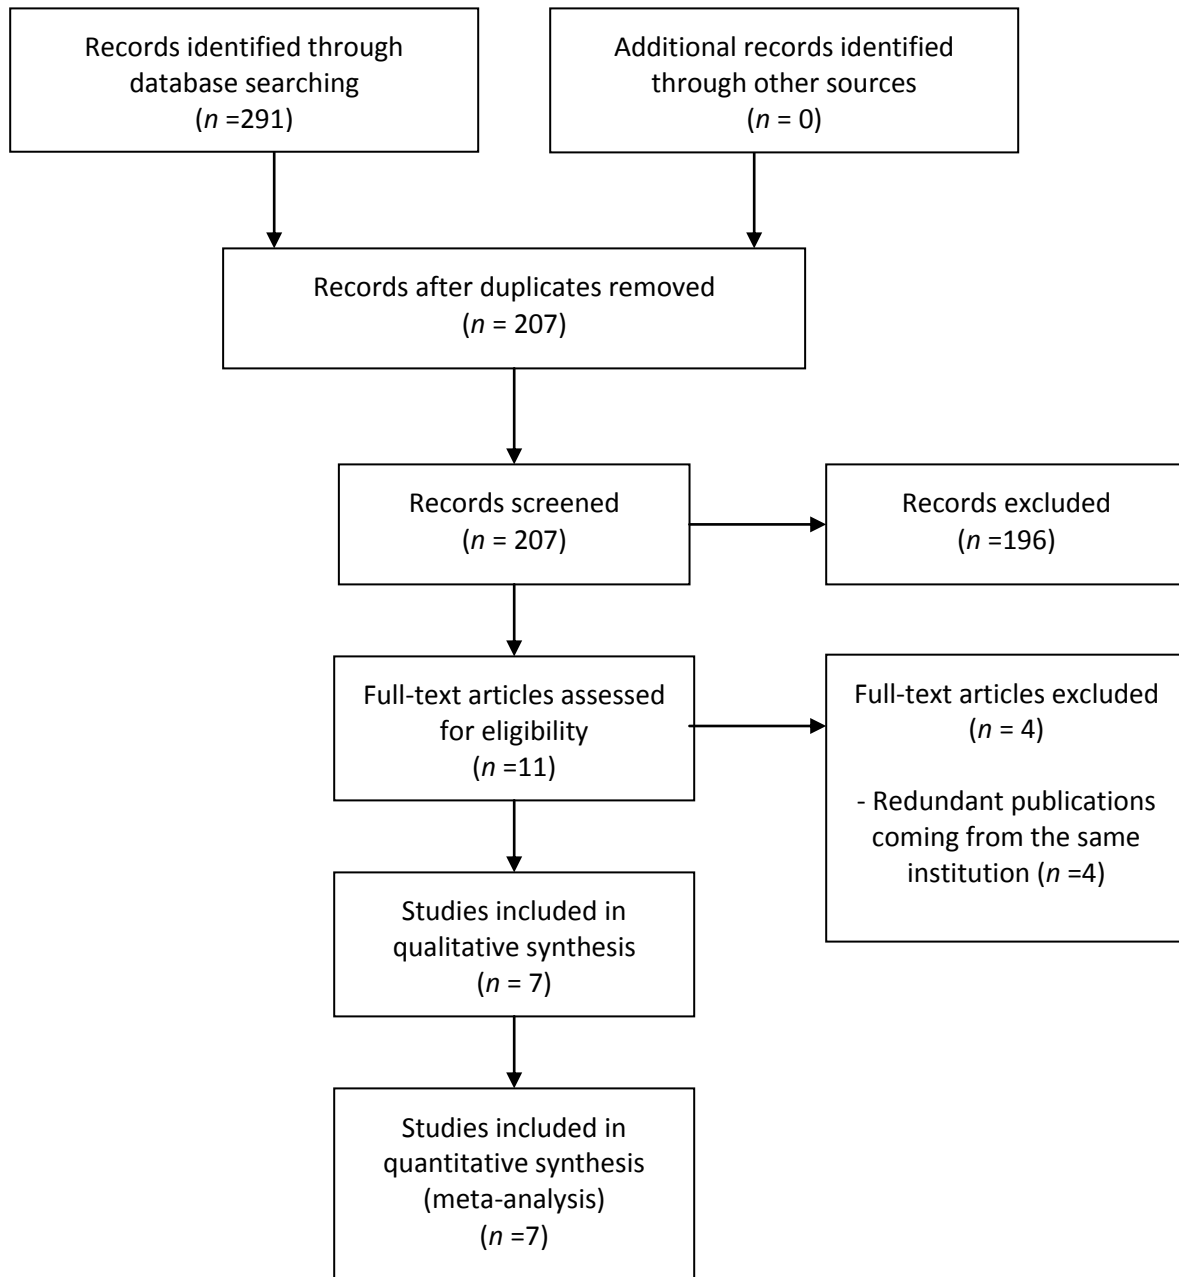 Records identified through
database searching
(n =291)
Additional records identified
through other sources
(n = 0)
Records after duplicates removed
(n = 207)
Records screened
(n = 207)
Records excluded
(n =196)
Full-text articles assessed
for eligibility
(n =11)
Full-text articles excluded
(n = 4)
- Redundant publications
coming from the same
institution (n =4)
Studies included in
qualitative synthesis
(n = 7)
Studies included in
quantitative synthesis
(meta-analysis)
(n =7)